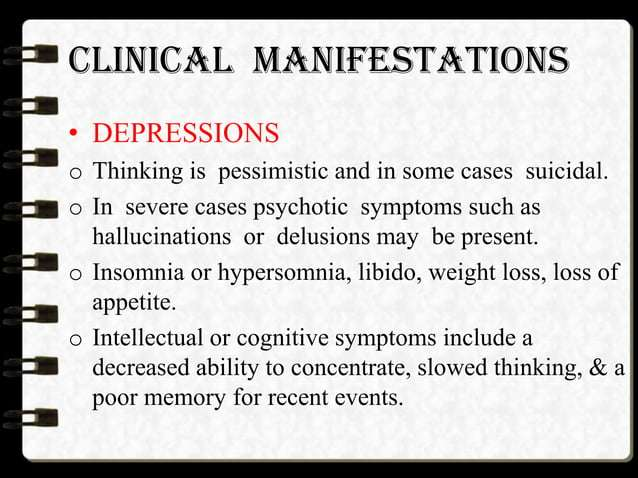 CLINICAL MANIFESTATIONS
• DEPRESSIONS
o Thinking is pessimistic and in some cases suicidal.
o In severe cases psychotic symptoms such as
hallucinations or delusions may be present.
o Insomnia or hypersomnia, libido, weight loss, loss of
appetite.
o Intellectual or cognitive symptoms include a
decreased ability to concentrate, slowed thinking, & a
poor memory for recent events.